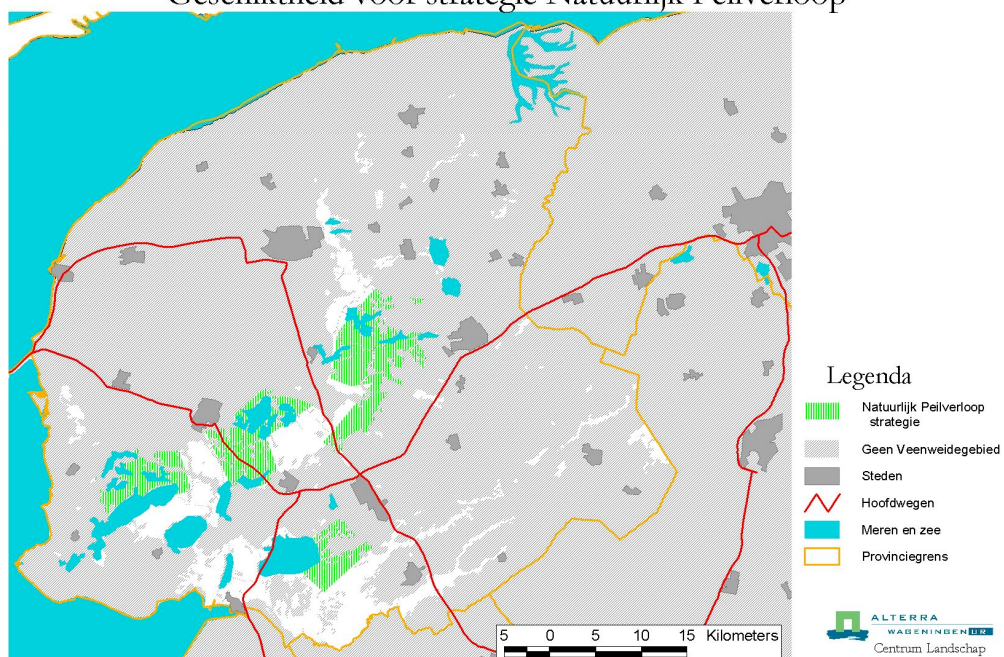 Geschiktheid voor strategie Natuurlijk Peilverloop
Legenda
Natuurlijk Peilverloop
strategie
Geen Veenweidegebied
Steden
Hoofdwegen
Meren en zee
Provinciegrens
5 0 5 10 15 Kilometers
ALTERRA
WAGENINGEN UR
Centrum Landschap